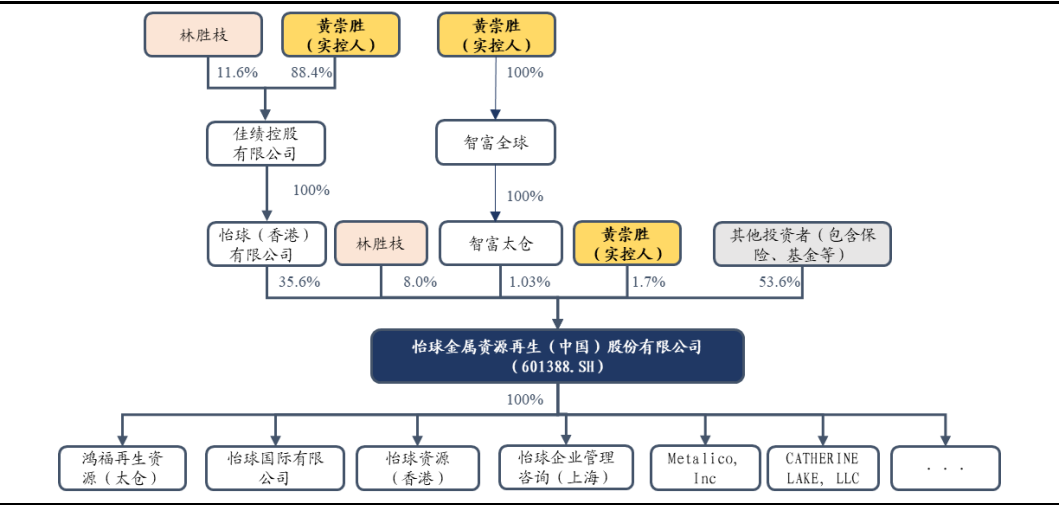 林胜枝
黄崇胜
（实控人）
黄崇胜
（实控人）
11.6%
88.4%
100%
佳绩控股
有限公司
智富全球
100%
100%
怡球（香港）
有限公司
林胜枝
智富太仓
黄崇胜
（实控人）
其他投资者（包含保
险、基金等）
35.6%
8.0%
1.03%
1.7%
53.6%
怡球金属资源再生（中国）股份有限公司
（601388.SH）
100%
鸿福再生资
源（太仓）
怡球国际有限
公司
怡球资源
（香港）
怡球企业管理
咨询（上海）
Metalico,
Inc
CATHERINE
LAKE, LLC
...